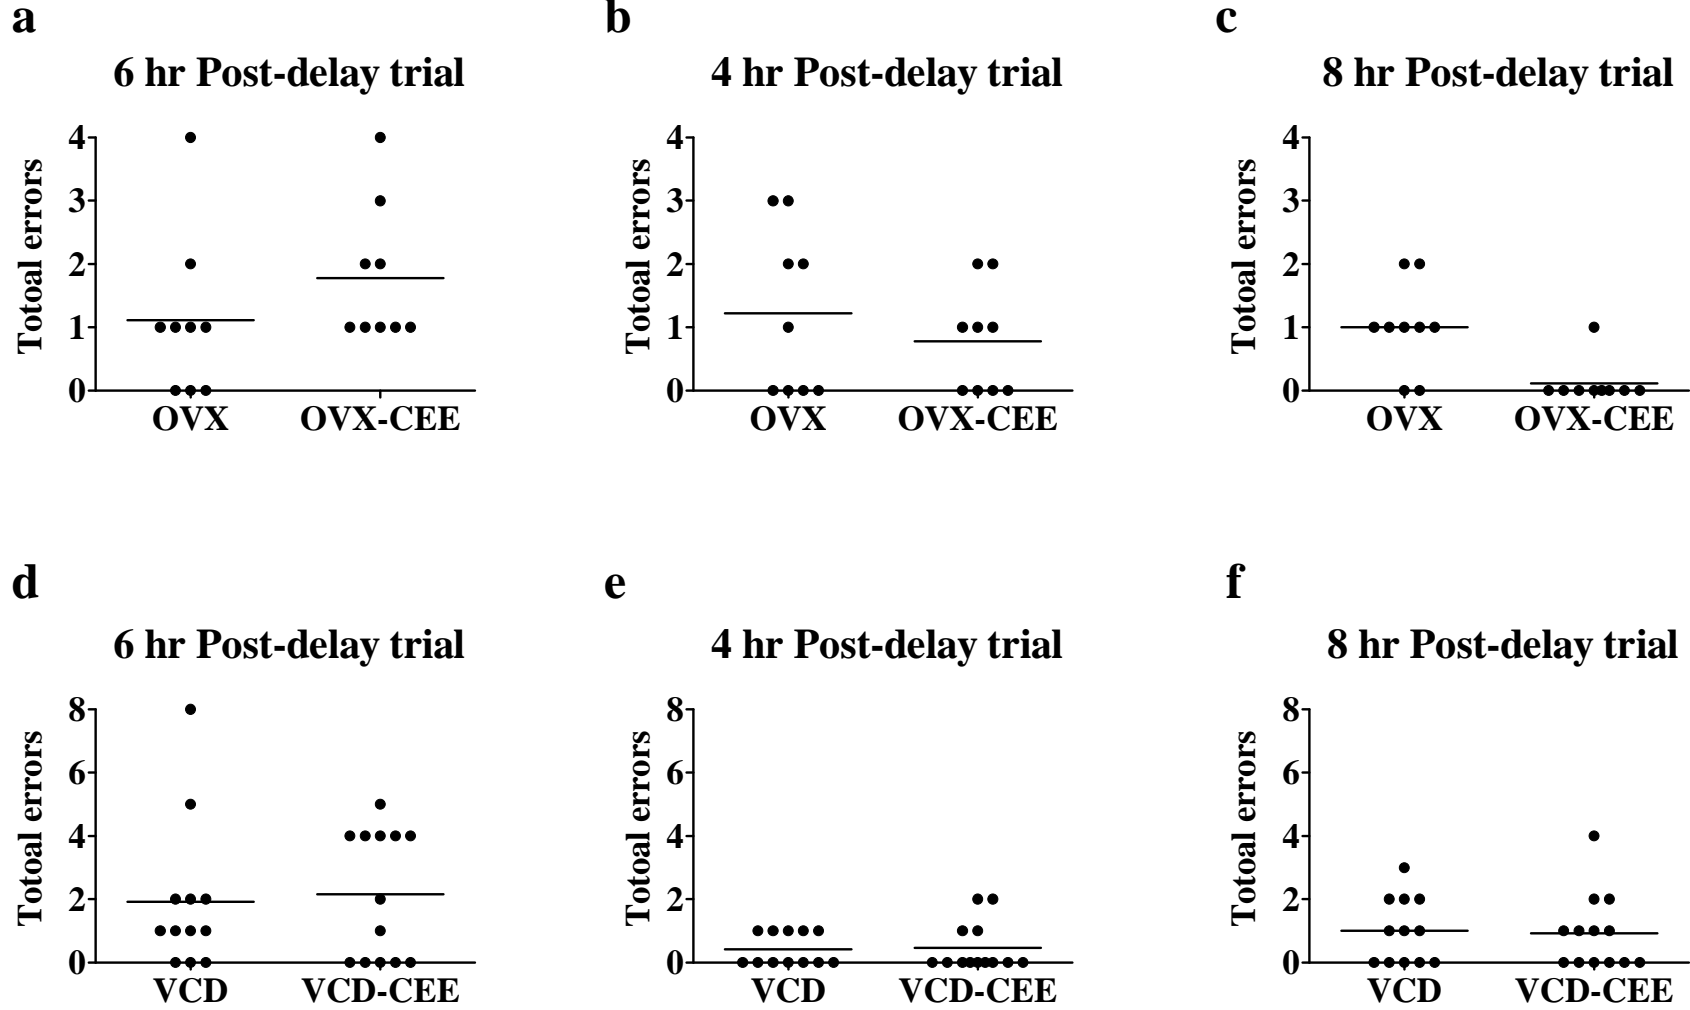 a
6 hr Post-delay trial
Totoal errors
4
3
2
1
0
OVX
OVX-CEE
b
4 hr Post-delay trial
Totoal errors
4
3
2
1
0
OVX
OVX-CEE
c
8 hr Post-delay trial
Totoal errors
4
3
2
1
0
OVX
OVX-CEE
d
6 hr Post-delay trial
Totoal errors
8
6
4
2
0
VCD
VCD-CEE
e
4 hr Post-delay trial
Totoal errors
8
6
4
2
0
VCD
VCD-CEE
f
8 hr Post-delay trial
Totoal errors
8
6
4
2
0
VCD
VCD-CEE